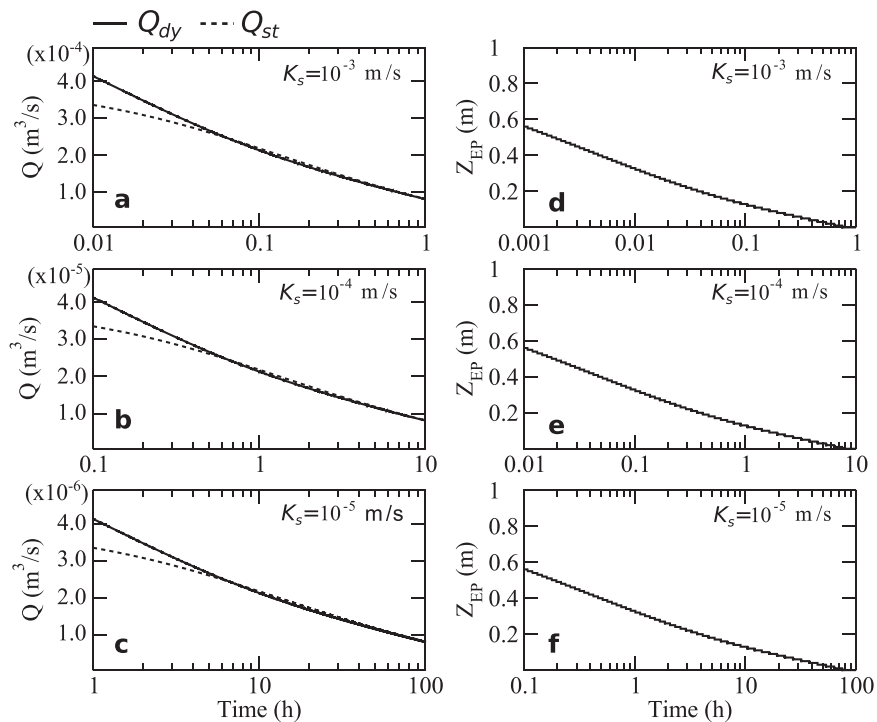 Q_dy Q_st
(x10^-4)
Q (m^3/s)
4.0
3.0
2.0
1.0
K_s=10^-3 m/s
a
0.01 0.1 1
Z_EP (m)
1
0.8
0.6
0.4
0.2
K_s=10^-3 m/s
d
0.001 0.01 0.1 1
(x10^-5)
Q (m^3/s)
4.0
3.0
2.0
1.0
K_s=10^-4 m/s
b
0.1 1 10
Z_EP (m)
1
0.8
0.6
0.4
0.2
K_s=10^-4 m/s
e
0.01 0.1 1 10
(x10^-6)
Q (m^3/s)
4.0
3.0
2.0
1.0
K_s=10^-5 m/s
c
1 10 100
Time (h)
Z_EP (m)
1
0.8
0.6
0.4
0.2
K_s=10^-5 m/s
f
0.1 1 10 100
Time (h)